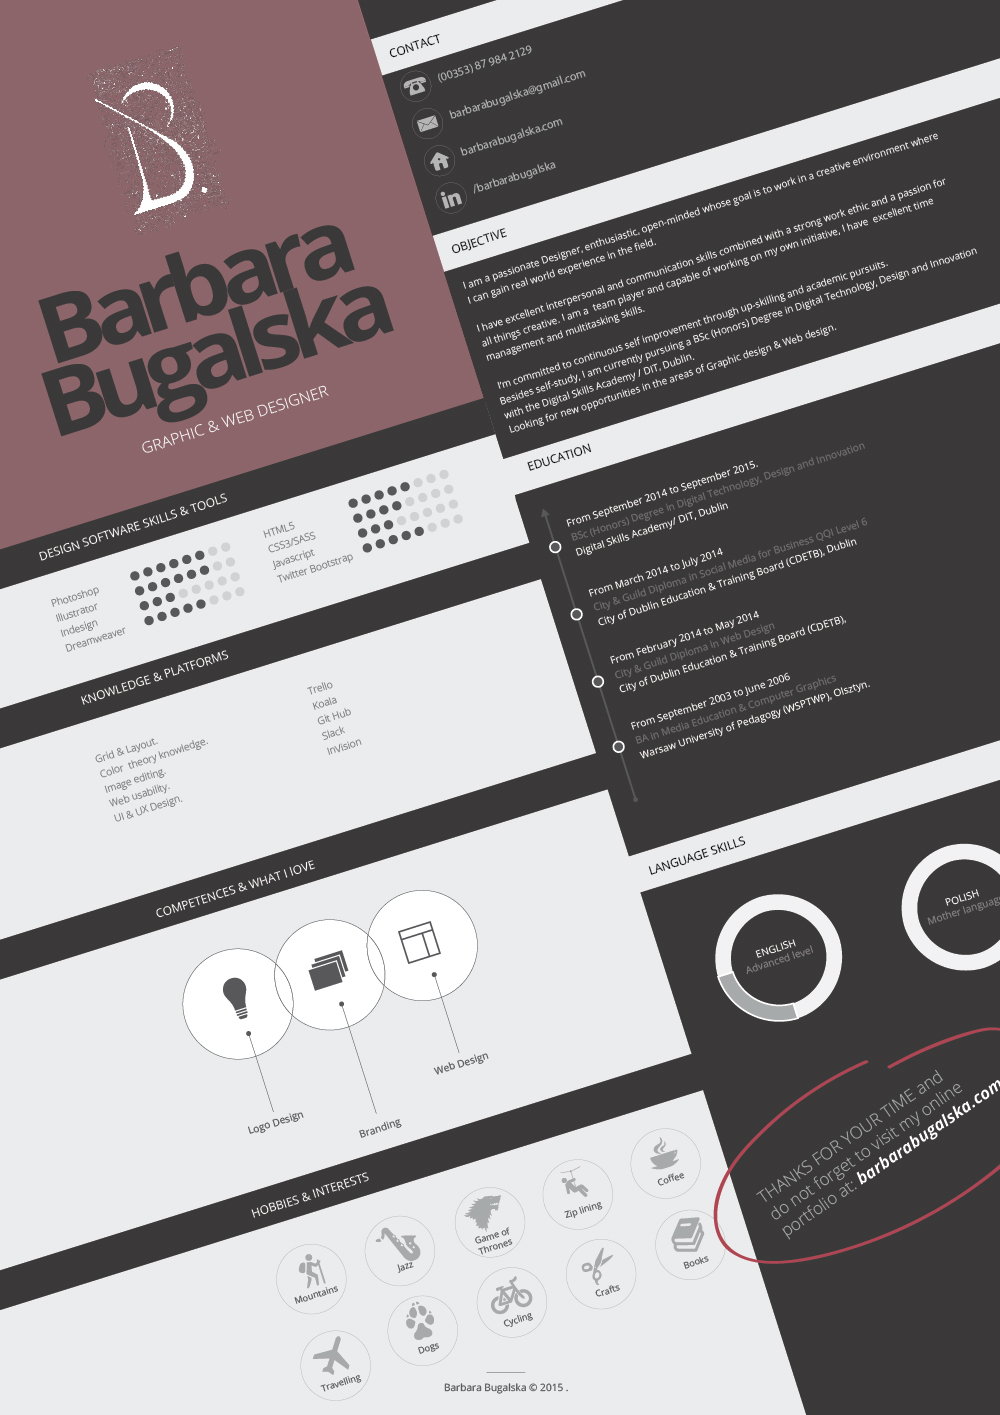 B.
Barbara
Bugalska
GRAPHIC & WEB DESIGNER
CONTACT
(00353) 87 984 2129
barbarabugalska@gmail.com
barbarabugalska.com
in
/barbarabugalska
OBJECTIVE
I am a passionate Designer, enthusiastic, open-minded whose goal is to work in a creative environment where
I can gain real world experience in the field.
I have excellent interpersonal and communication skills combined with a strong work ethic and a passion for
all things creative. I am a team player and capable of working on my own initiative, I have excellent time
management and multitasking skills.
I'm committed to continuous self improvement through up-skilling and academic pursuits.
Besides self-study, I am currently pursuing a BSc (Honors) Degree in Digital Technology, Design and Innovation
with the Digital Skills Academy / DIT, Dublin.
Looking for new opportunities in the areas of Graphic design & Web design.
EDUCATION
From September 2014 to September 2015.
BSc (Honors) Degree in Digital Technology, Design and Innovation
Digital Skills Academy/ DIT, Dublin
From March 2014 to July 2014
City & Guild Diploma in Social Media for Business QQI Level 6
City of Dublin Education & Training Board (CDETB), Dublin
From February 2014 to May 2014
City & Guild Diploma in Web Design
City of Dublin Education & Training Board (CDETB),
From September 2003 to June 2006
BA in Media Education & Computer Graphics
Warsaw University of Pedagogy (WSPTWP), Olsztyn.
LANGUAGE SKILLS
ENGLISH
Advanced level
POLISH
Mother language
THANKS FOR YOUR TIME and
do not forget to visit my online
portfolio at: barbarabugalska.com
DESIGN SOFTWARE SKILLS & TOOLS
Photoshop
Illustrator
Indesign
Dreamweaver
HTML5
CSS3/SASS
Javascript
Twitter Bootstrap
KNOWLEDGE & PLATFORMS
Grid & Layout.
Color theory knowledge.
Image editing.
Web usability.
UI & UX Design.
Trello
Koala
Git Hub
Slack
InVision
COMPETENCES & WHAT I lOVE
Logo Design
Branding
Web Design
HOBBIES & INTERESTS
Mountains
Jazz
Game of
Thrones
Zip lining
Coffee
Travelling
Dogs
Cycling
Crafts
Books
Barbara Bugalska © 2015 .